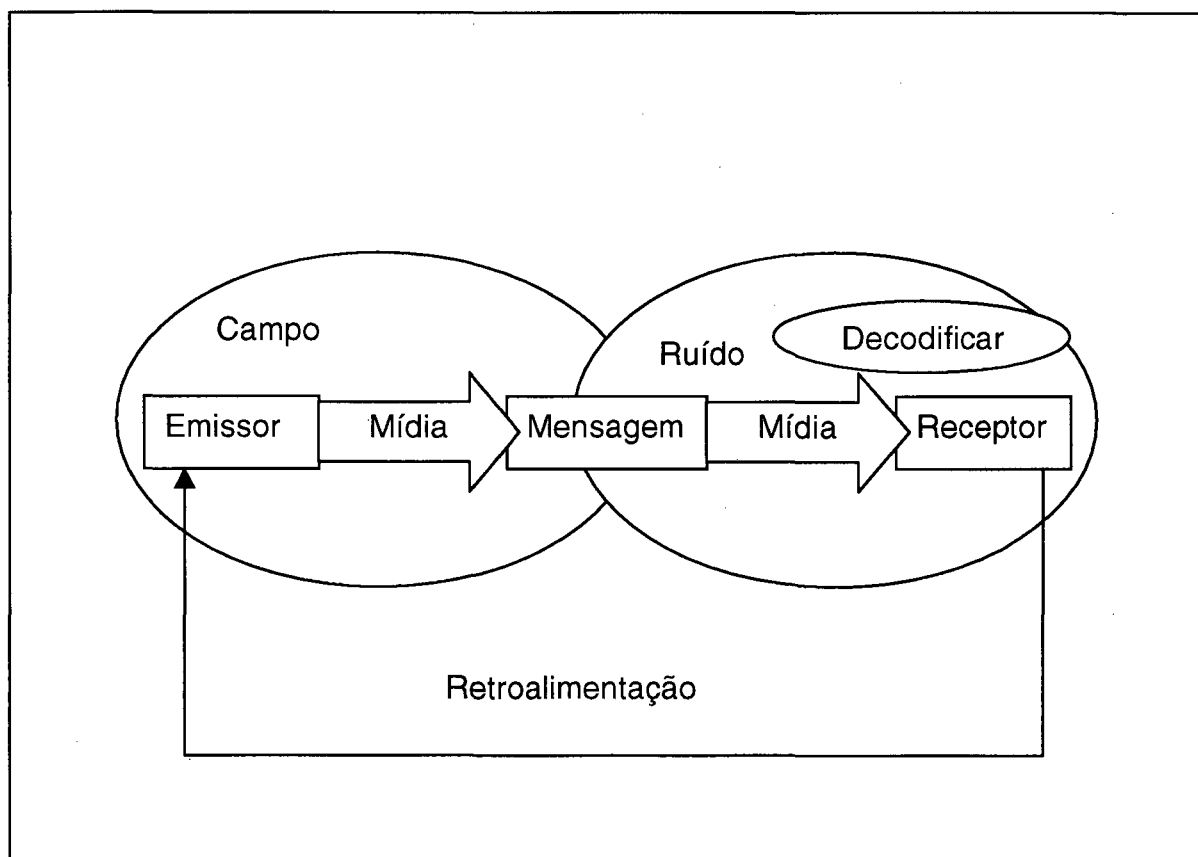 Campo
Ruído
Decodificar
Emissor
Mídia
Mensagem
Mídia
Receptor
Retroalimentação